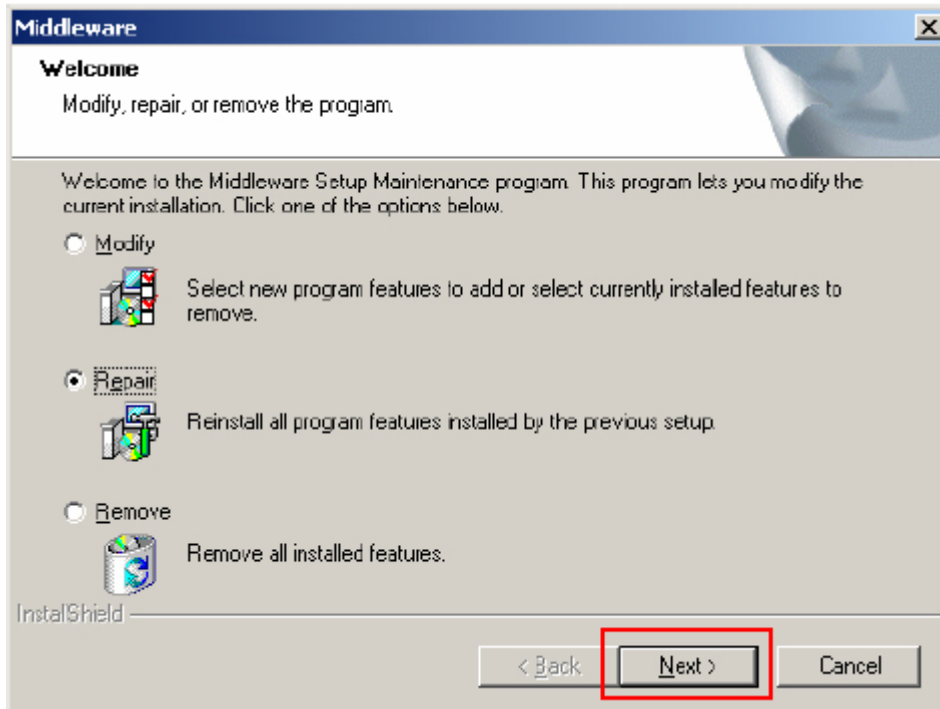 Middleware
Welcome
Modify, repair, or remove the program.
Welcome to the Middleware Setup Maintenance program. This program lets you modify the
current installation. Click one of the options below.
Modify
Select new program features to add or select currently installed features to
remove.
Repair
Reinstall all program features installed by the previous setup.
Remove
Remove all installed features.
InstallShield
< Back
Next >
Cancel